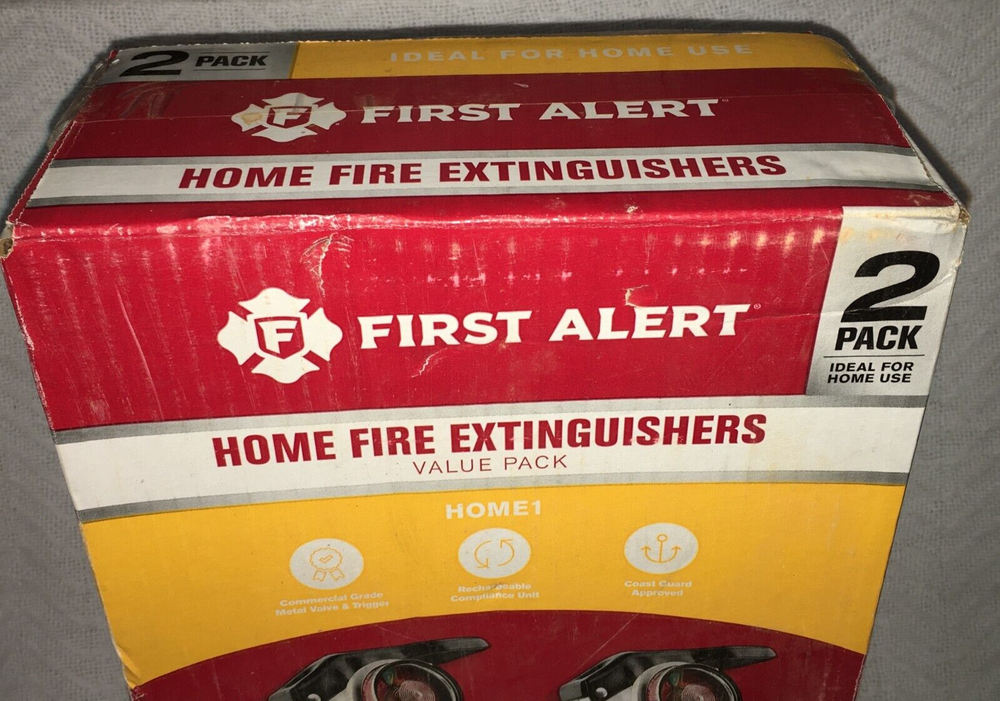 2 PACK
IDEAL FOR HOME USE
F FIRST ALERT
HOME FIRE EXTINGUISHERS
F FIRST ALERT®
2
PACK
IDEAL FOR
HOME USE
HOME FIRE EXTINGUISHERS
VALUE PACK
HOME1
Commercial Grade
Metal Valve & Trigger
Rechargeable
Compliance Unit
Coast Guard
Approved